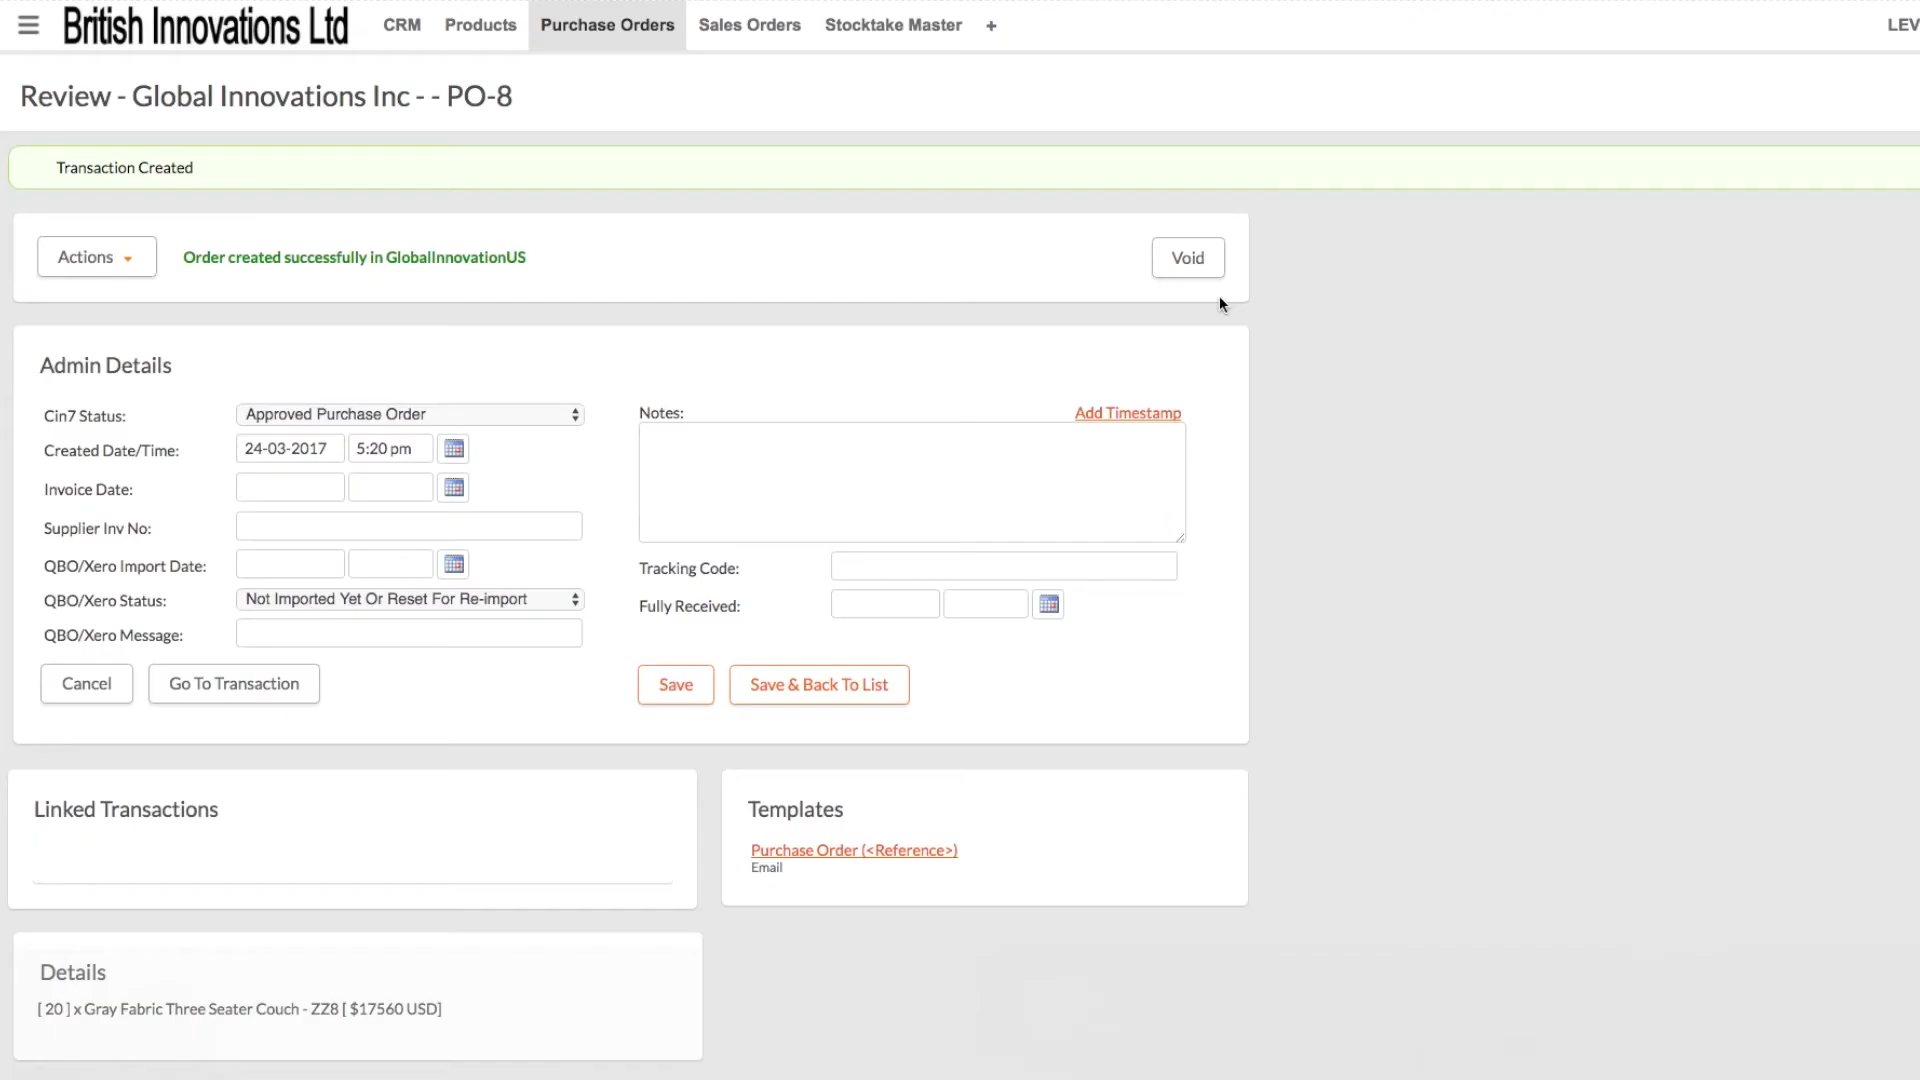 British Innovations Ltd CRM Products Purchase Orders Sales Orders Stocktake Master + LEV
Review - Global Innovations Inc - - PO-8
Transaction Created
Actions Order created successfully in GlobalInnovationUS Void
Admin Details
Cin7 Status: Approved Purchase Order
Created Date/Time: 24-03-2017 5:20 pm
Invoice Date:
Supplier Inv No:
QBO/Xero Import Date:
QBO/Xero Status: Not Imported Yet Or Reset For Re-import
QBO/Xero Message:
Notes: Add Timestamp
Tracking Code:
Fully Received:
Cancel Go To Transaction Save Save & Back To List
Linked Transactions
Templates
Purchase Order (<Reference>)
Email
Details
[ 20 ] x Gray Fabric Three Seater Couch - ZZ8 [ $17560 USD]